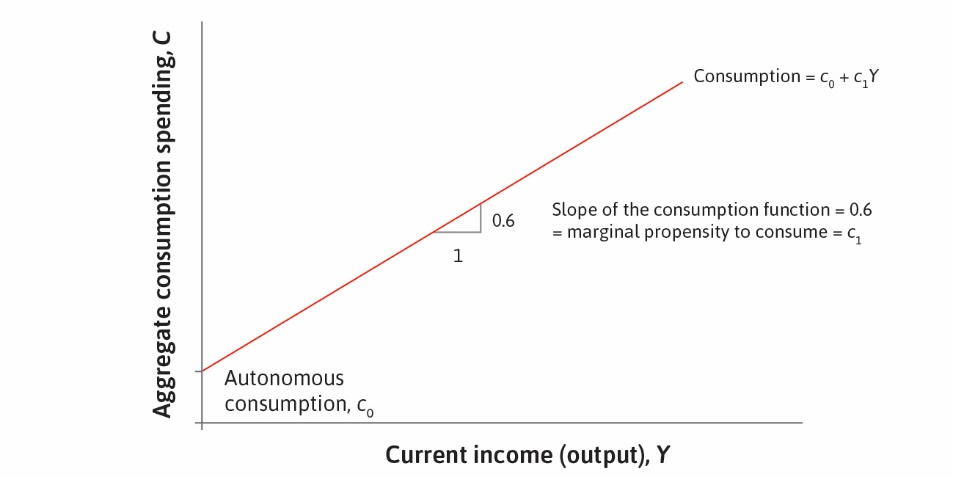 Aggregate consumption spending, C
Consumption = c₀ + c₁Y
0.6
1
Slope of the consumption function = 0.6
= marginal propensity to consume = c₁
Autonomous
consumption, c₀
Current income (output), Y